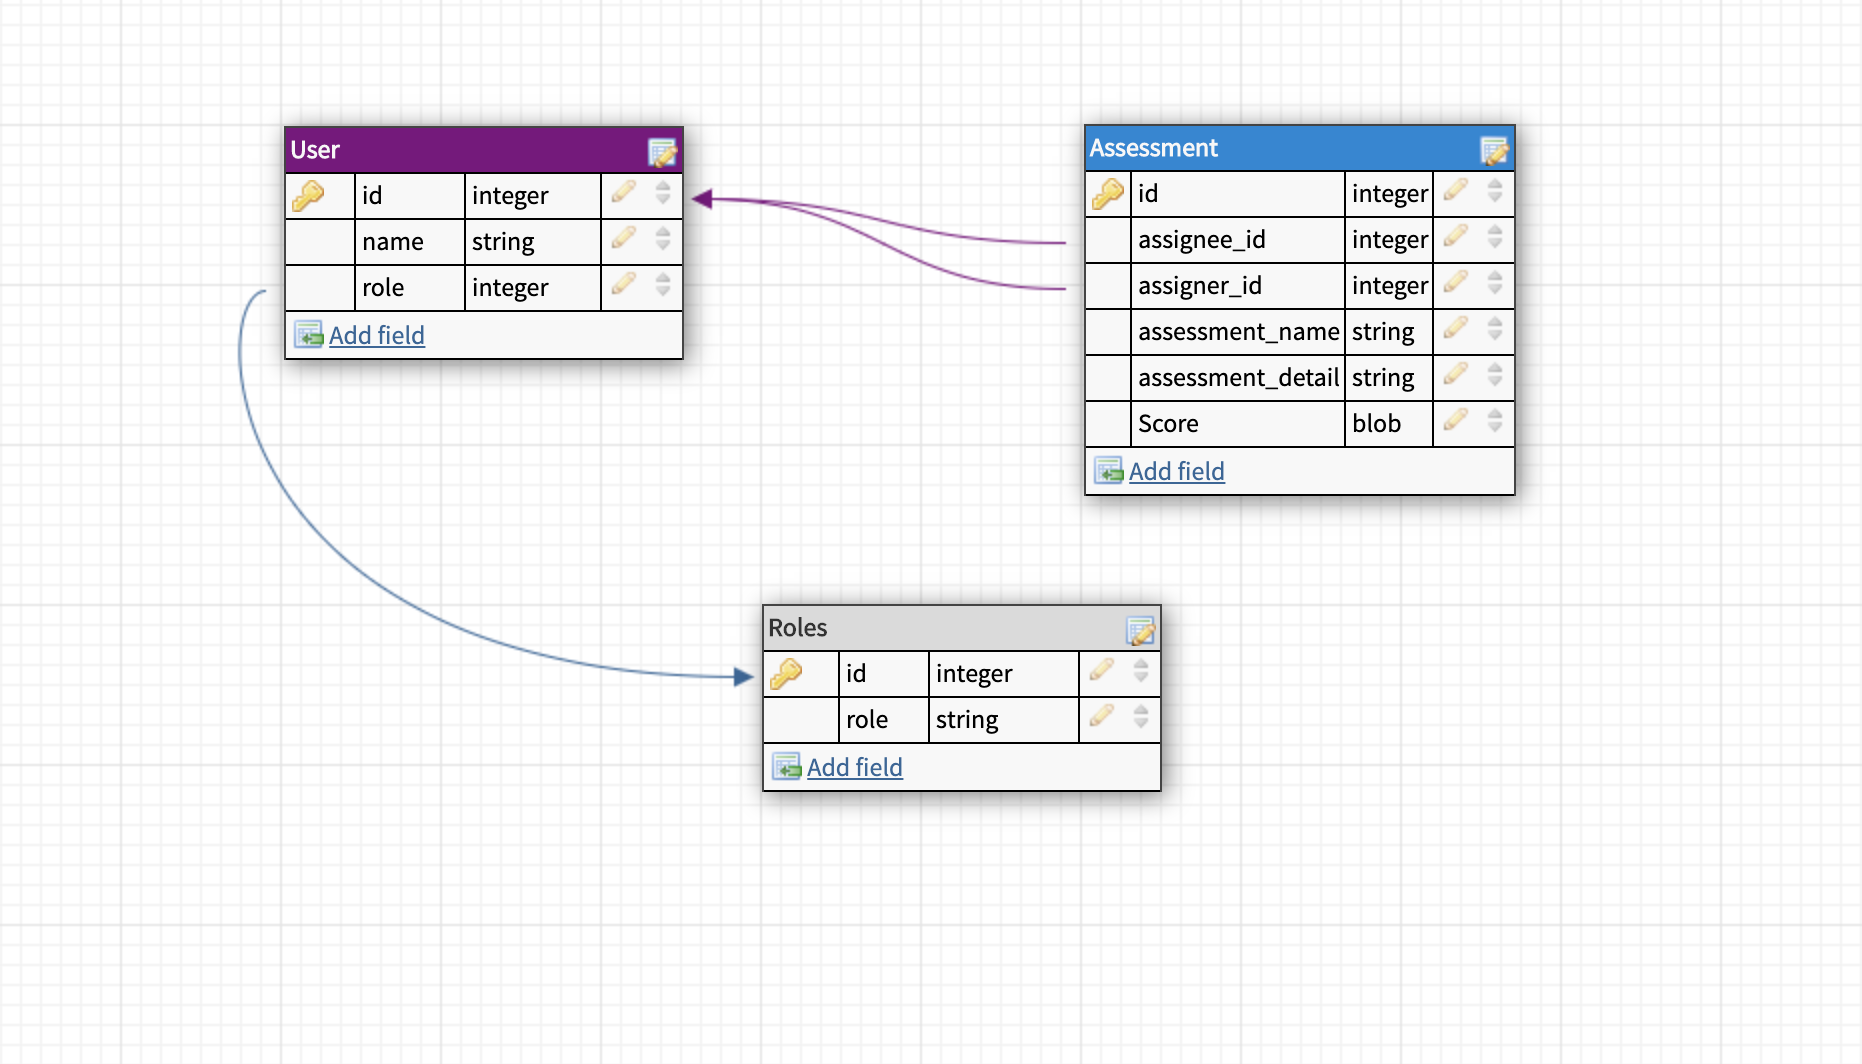 User
id integer
name string
role integer
Add field
Assessment
id integer
assignee_id integer
assigner_id integer
assessment_name string
assessment_detail string
Score blob
Add field
Roles
id integer
role string
Add field